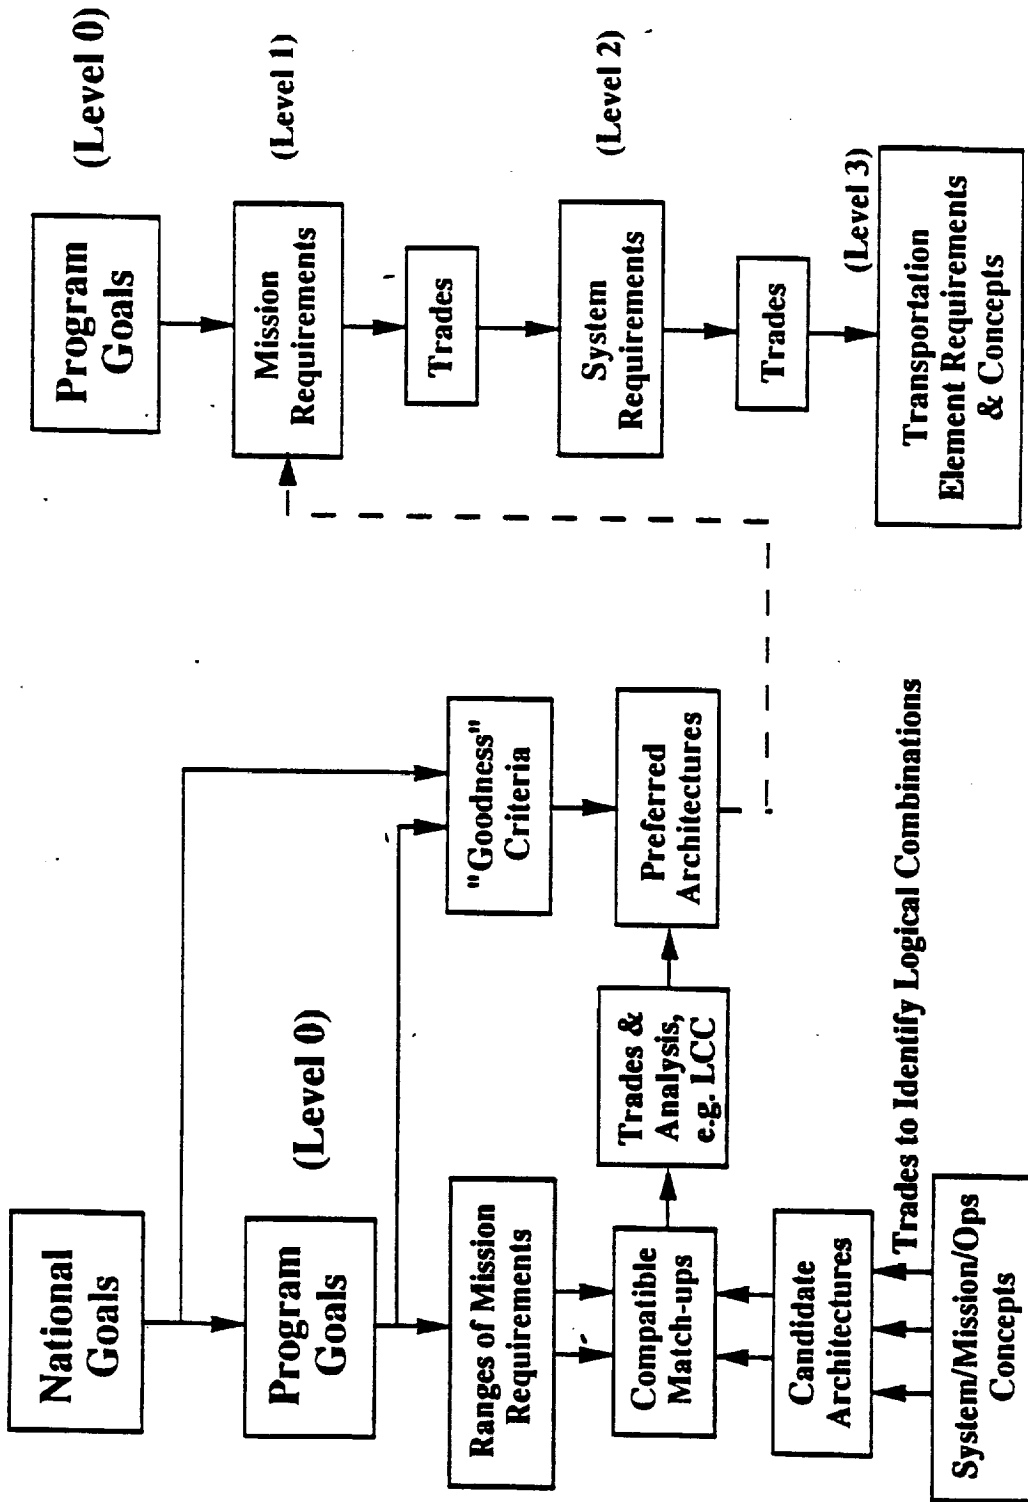 National
Goals
Program
Goals
(Level 0)
Ranges of Mission
Requirements
"Goodness"
Criteria
Compatible
Match-ups
Trades &
Analysis,
e.g. LCC
Preferred
Architectures
Candidate
Architectures
Trades to Identify Logical Combinations
System/Mission/Ops
Concepts
Program
Goals
(Level 0)
Mission
Requirements
(Level 1)
Trades
System
Requirements
(Level 2)
Trades
(Level 3)
Transportation
Element Requirements
& Concepts